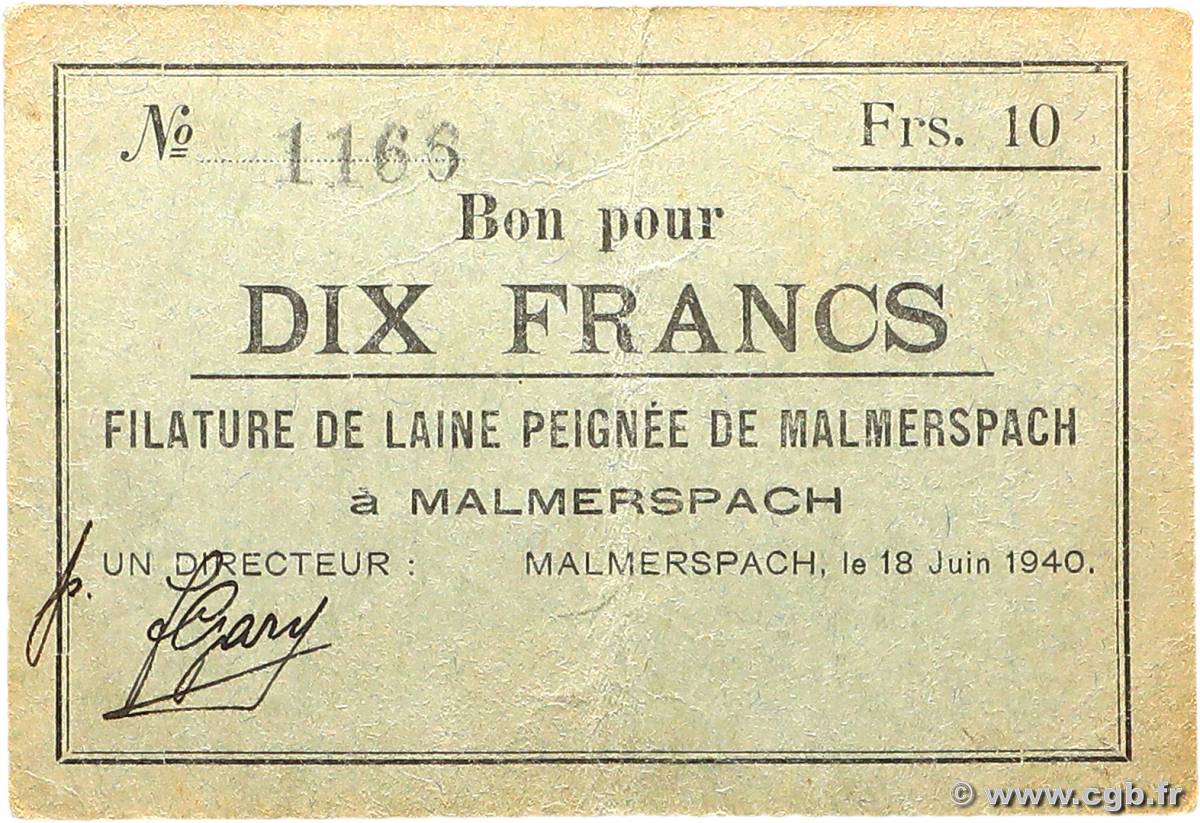 Nº 1166 Frs. 10
Bon pour
DIX FRANCS
FILATURE DE LAINE PEIGNÉE DE MALMERSPACH
à MALMERSPACH
UN DIRECTEUR : MALMERSPACH, le 18 Juin 1940.
p. JGary
© www.cgb.fr